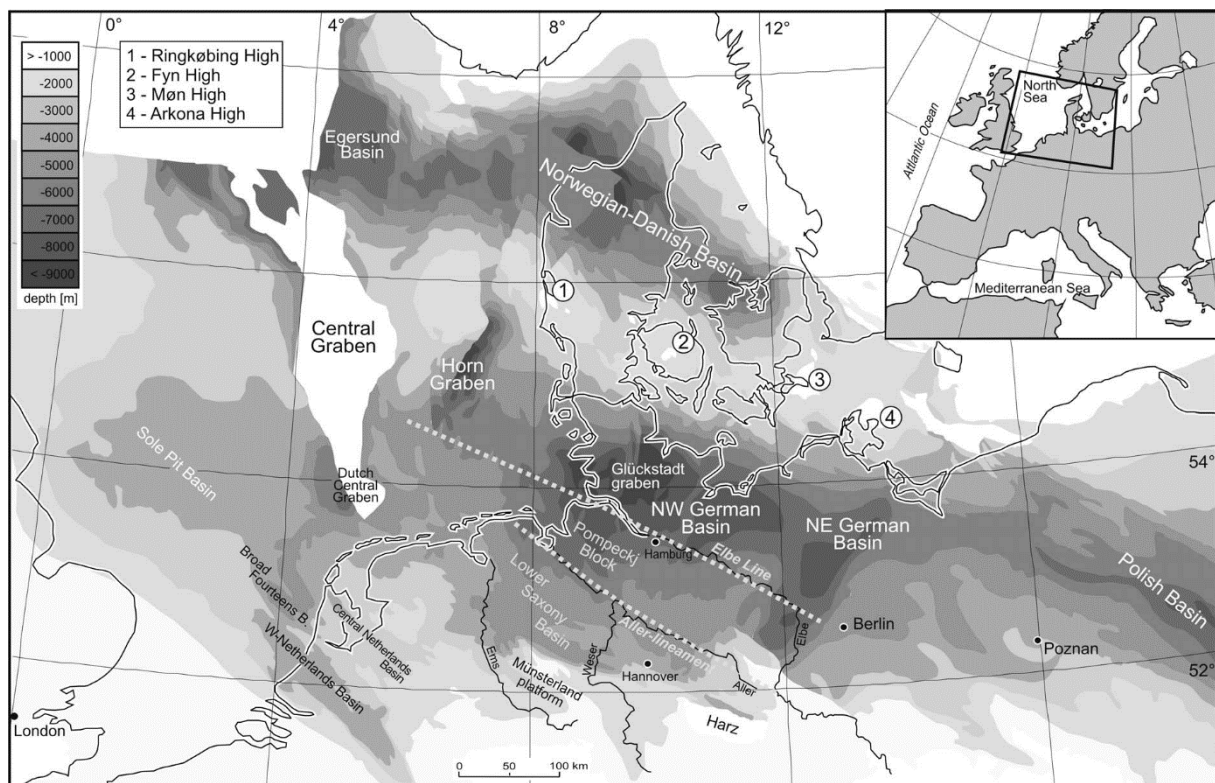 0°
4°
8°
12°
> -1000
-2000
-3000
-4000
-5000
-6000
-7000
-8000
< -9000
depth [m]
1 - Ringkøbing High
2 - Fyn High
3 - Møn High
4 - Arkona High
North
Sea
Atlantic Ocean
Mediterranean Sea
Egersund
Basin
Norwegian-Danish Basin
1
2
3
4
Central
Graben
Horn
Graben
Sole Pit Basin
Dutch
Central
Graben
Glückstadt
graben
NW German
Basin
NE German
Basin
54°
Polish Basin
Pompeckj
Block
Hamburg
Elbe Line
Broad
Fourteens B.
Central Netherlands
Basin
W-Netherlands Basin
Lower
Saxony
Basin
Aller-lineamen
Elbe
Berlin
Poznan
52°
Ems
Weser
Hannover
Münsterland
platform
Aller
Harz
London
0 50 100 km